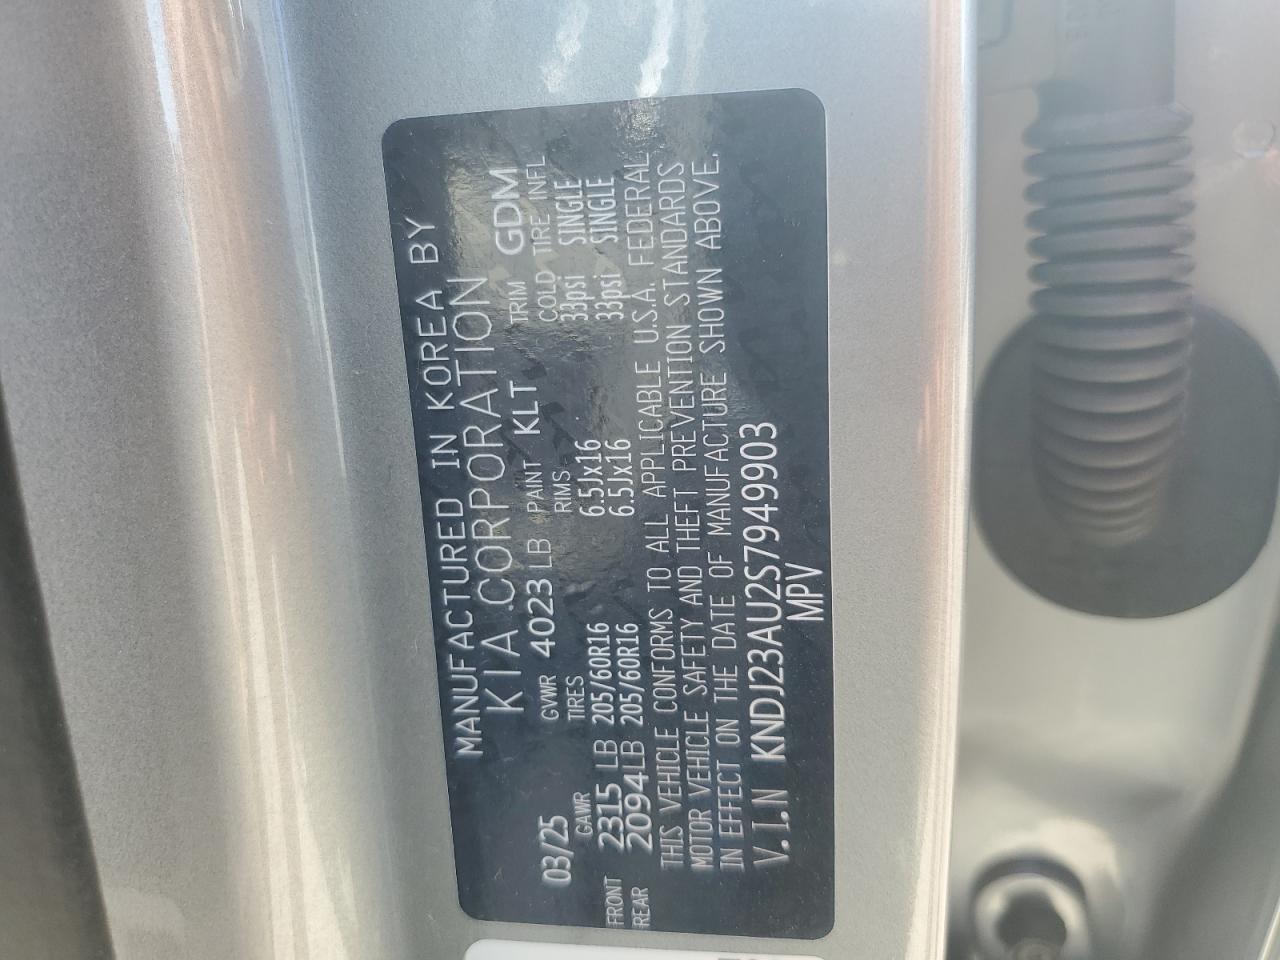 MANUFACTURED IN KOREA BY
KIA CORPORATION
03/25 GVWR 4023 LB PAINT KLT TRIM GDM
GAWR TIRES RIMS COLD TIRE INFL
FRONT 2315 LB 205/60R16 6.5Jx16 33psi SINGLE
REAR 2094 LB 205/60R16 6.5Jx16 33psi SINGLE
THIS VEHICLE CONFORMS TO ALL APPLICABLE U.S.A. FEDERAL
MOTOR VEHICLE SAFETY AND THEFT PREVENTION STANDARDS
IN EFFECT ON THE DATE OF MANUFACTURE SHOWN ABOVE.
V.I.N KNDJ23AU2S7949903
MPV